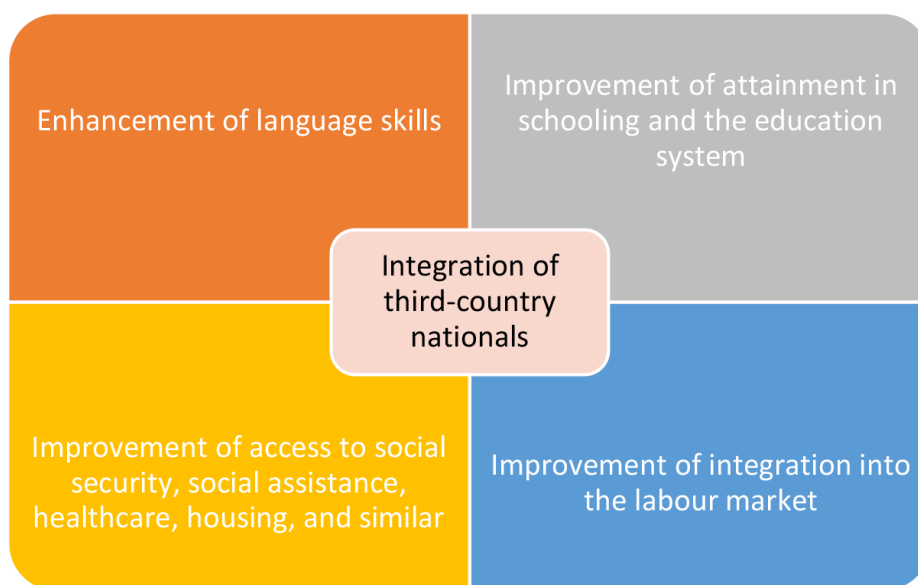 Enhancement of language skills
Improvement of attainment in
schooling and the education
system
Integration of
third-country
nationals
Improvement of access to social
security, social assistance,
healthcare, housing, and similar
Improvement of integration into
the labour market